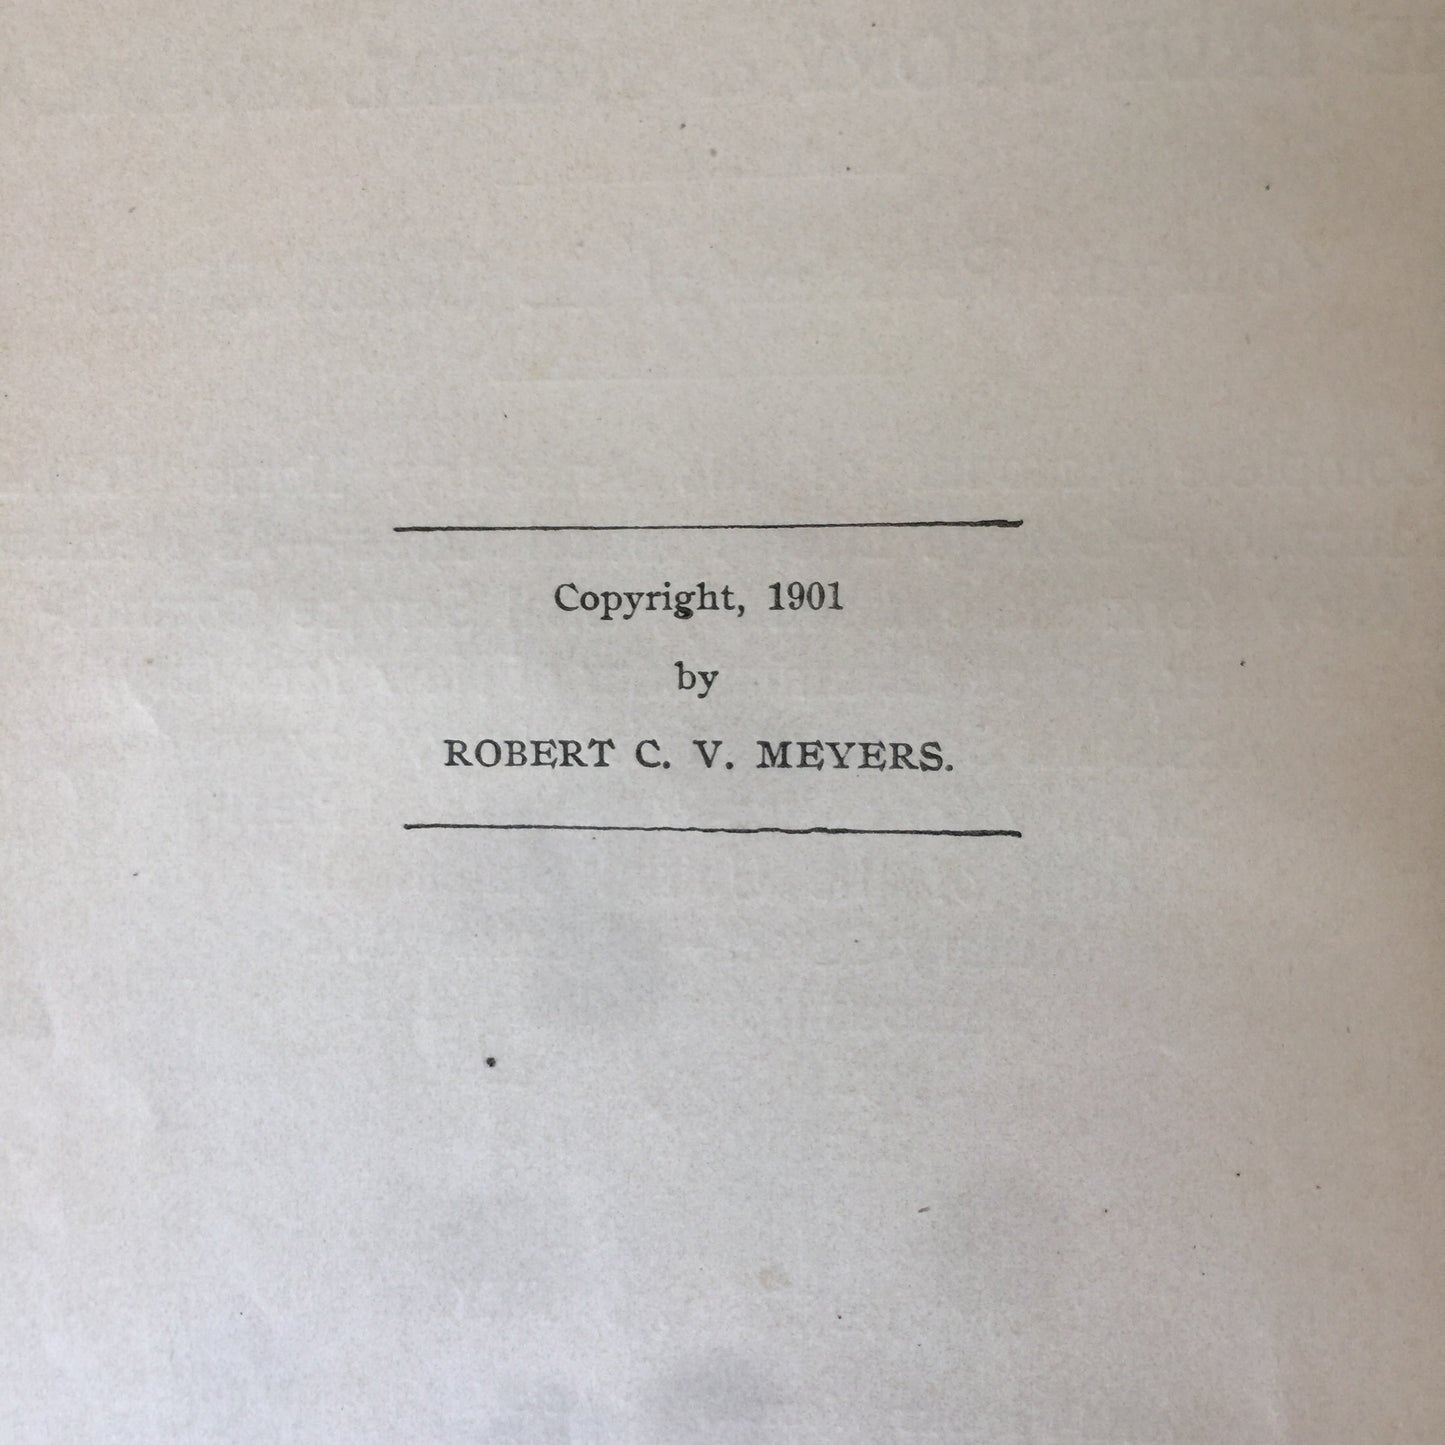 Copyright, 1901
by
ROBERT C. V. MEYERS.